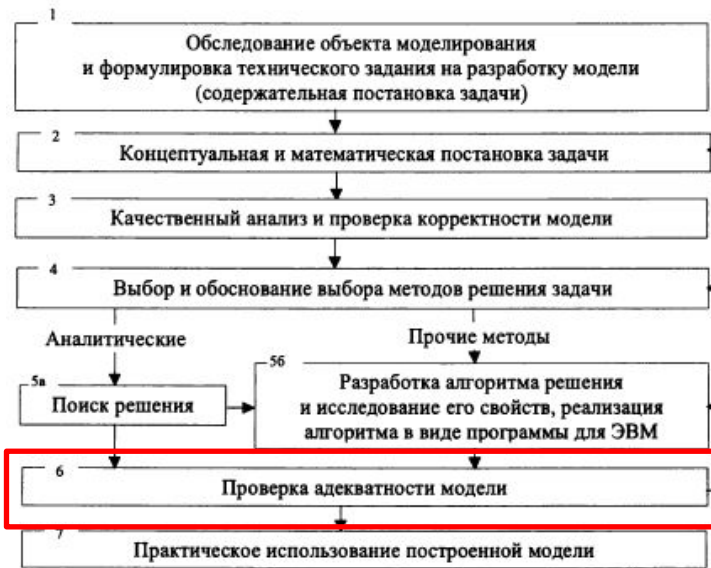 1
Обследование объекта моделирования
и формулировка технического задания на разработку модели
(содержательная постановка задачи)
2
Концептуальная и математическая постановка задачи
3
Качественный анализ и проверка корректности модели
4
Выбор и обоснование выбора методов решения задачи
Аналитические
Прочие методы
5а
Поиск решения
5б
Разработка алгоритма решения
и исследование его свойств, реализация
алгоритма в виде программы для ЭВМ
6
Проверка адекватности модели
7
Практическое использование построенной модели